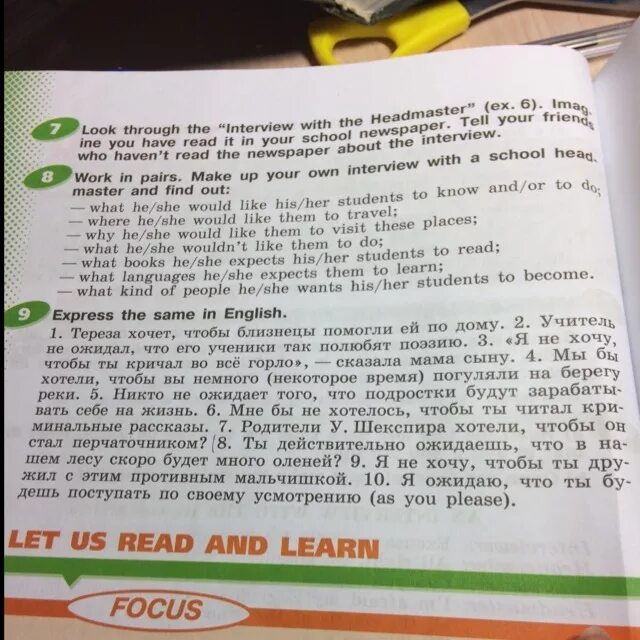 7 Look through the "Interview with the Headmaster" (ex. 6). Imag-
ine you have read it in your school newspaper. Tell your friends
who haven't read the newspaper about the interview.
8 Work in pairs. Make up your own interview with a school head-
master and find out:
— what he/she would like his/her students to know and/or to do;
— where he/she would like them to travel;
— why he/she would like them to visit these places;
— what he/she wouldn't like them to do;
— what books he/she expects his/her students to read;
— what languages he/she expects them to learn;
— what kind of people he/she wants his/her students to become.
9 Express the same in English.
1. Тереза хочет, чтобы близнецы помогли ей по дому. 2. Учитель
не ожидал, что его ученики так полюбят поэзию. 3. «Я не хочу,
чтобы ты кричал во всё горло», — сказала мама сыну. 4. Мы бы
хотели, чтобы вы немного (некоторое время) погуляли на берегу
реки. 5. Никто не ожидает того, что подростки будут зарабаты-
вать себе на жизнь. 6. Мне бы не хотелось, чтобы ты читал кри-
минальные рассказы. 7. Родители У. Шекспира хотели, чтобы он
стал перчаточником? 8. Ты действительно ожидаешь, что в на-
шем лесу скоро будет много оленей? 9. Я не хочу, чтобы ты дру-
жил с этим противным мальчишкой. 10. Я ожидаю, что ты бу-
дешь поступать по своему усмотрению (as you please).
LET US READ AND LEARN
FOCUS